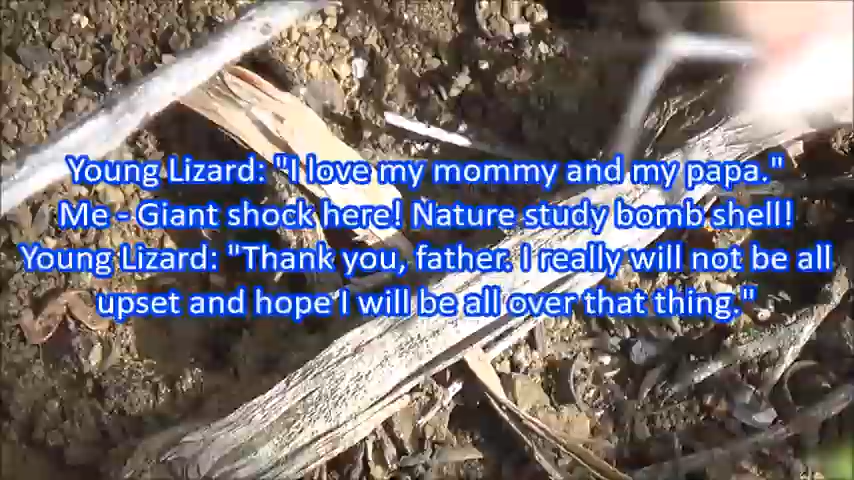 Young Lizard: "I love my mommy and my papa."
Me - Giant shock here! Nature study bomb shell!
Young Lizard: "Thank you, father. I really will not be all
upset and hope I will be all over that thing."